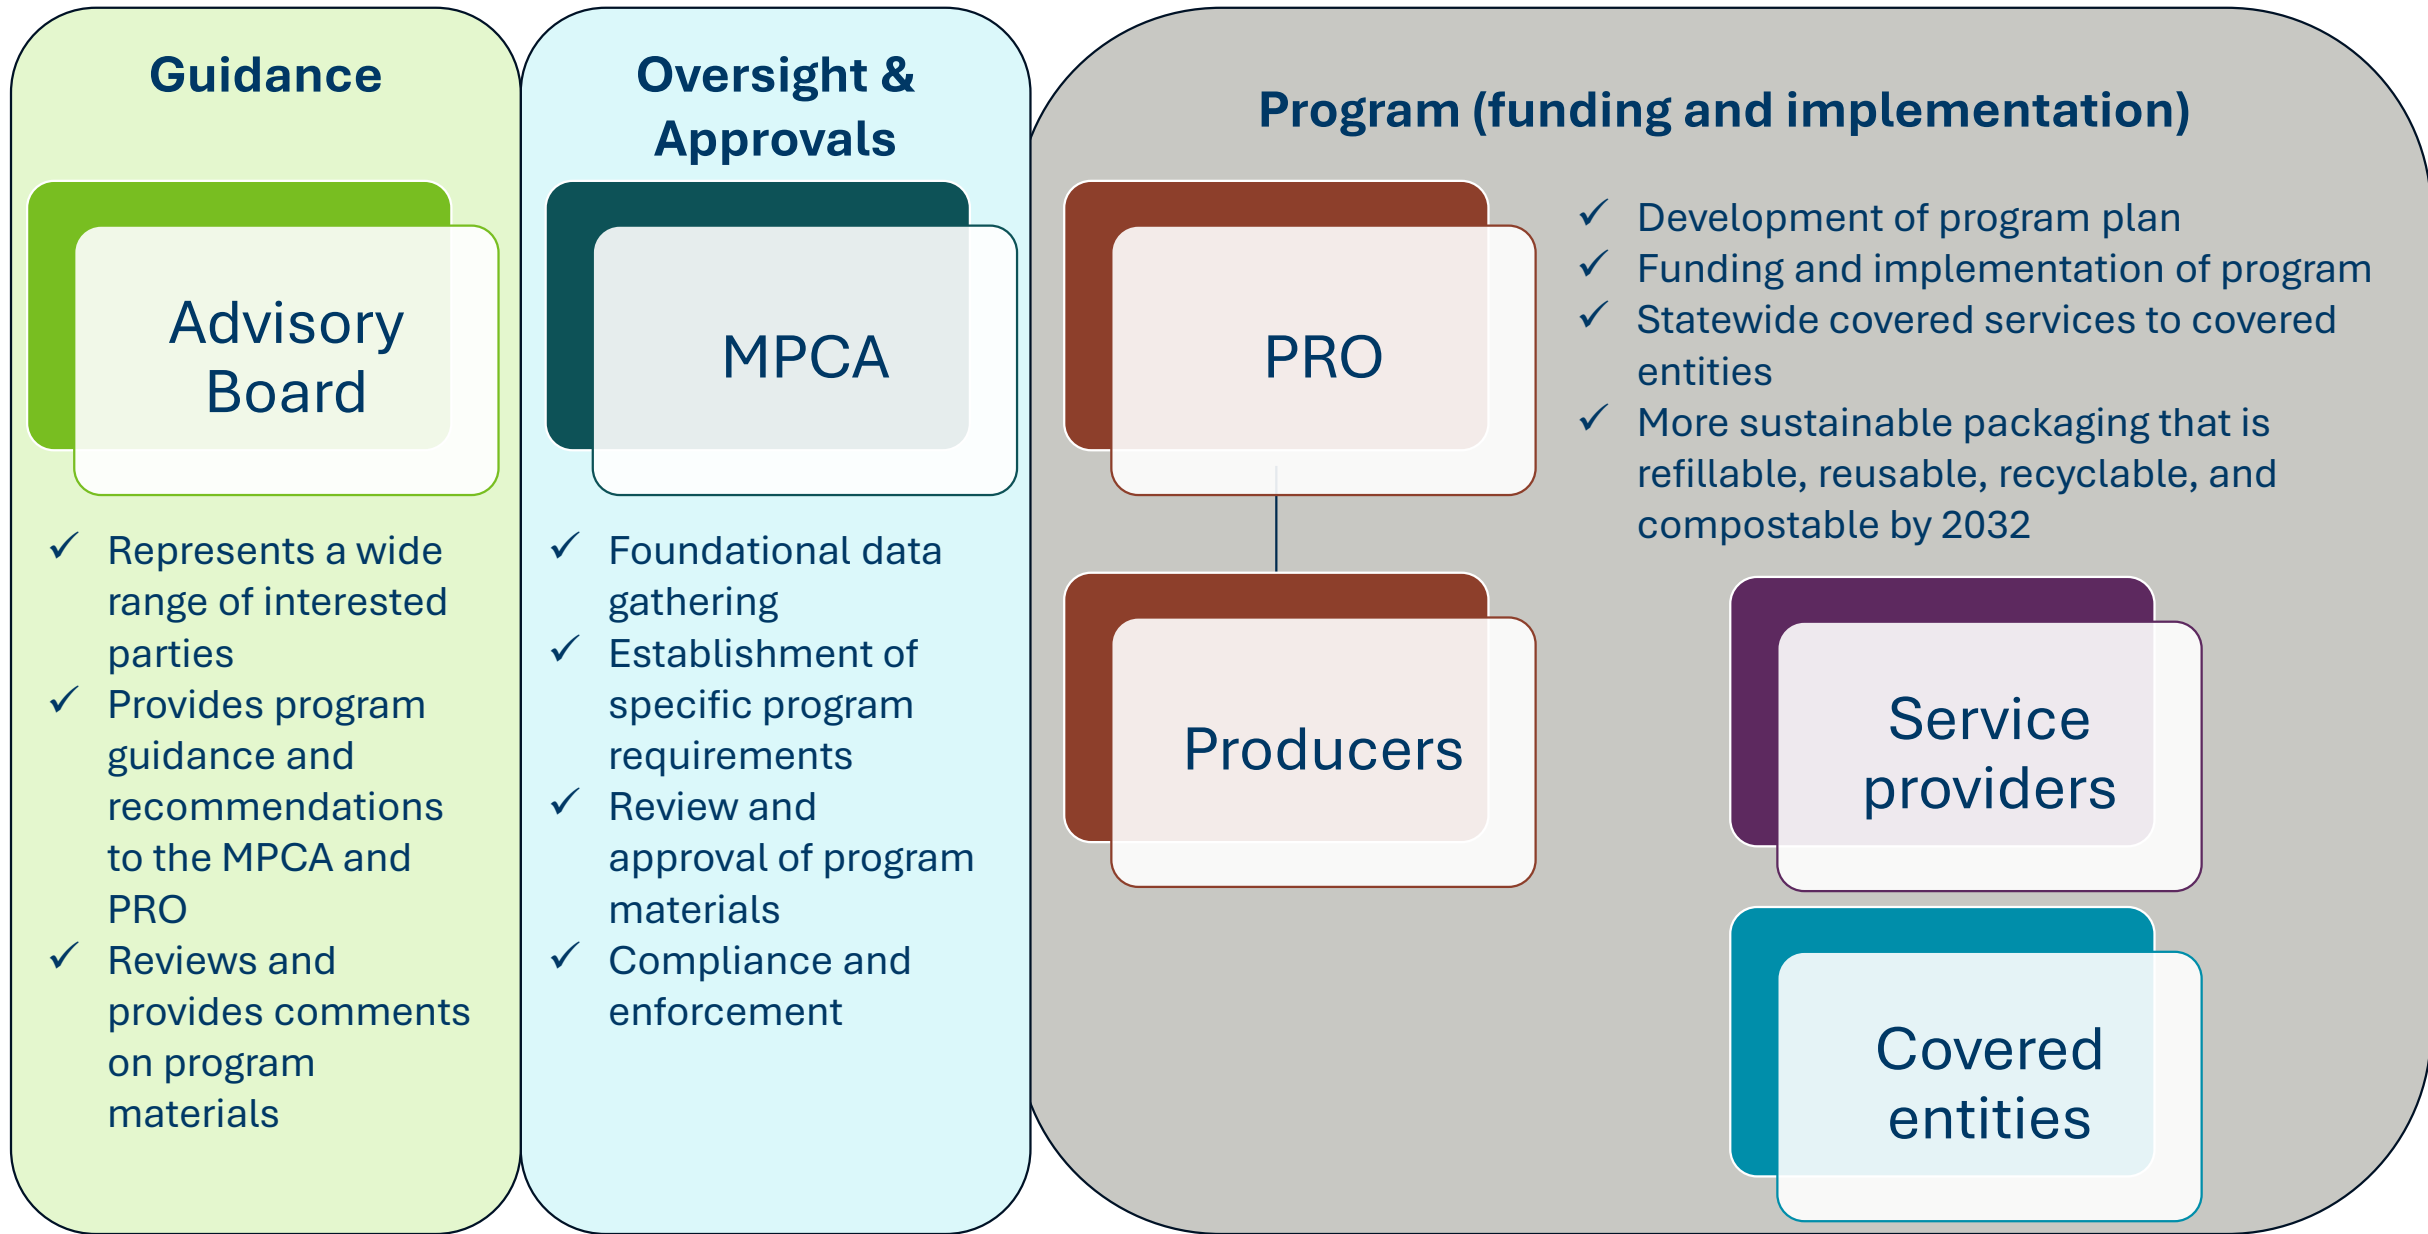 Guidance
Advisory
Board
✓ Represents a wide
range of interested
parties
✓ Provides program
guidance and
recommendations
to the MPCA and
PRO
✓ Reviews and
provides comments
on program
materials
Oversight &
Approvals
MPCA
✓ Foundational data
gathering
✓ Establishment of
specific program
requirements
✓ Review and
approval of program
materials
✓ Compliance and
enforcement
Program (funding and implementation)
PRO
✓ Development of program plan
✓ Funding and implementation of program
✓ Statewide covered services to covered
entities
✓ More sustainable packaging that is
refillable, reusable, recyclable, and
compostable by 2032
Producers
Service
providers
Covered
entities